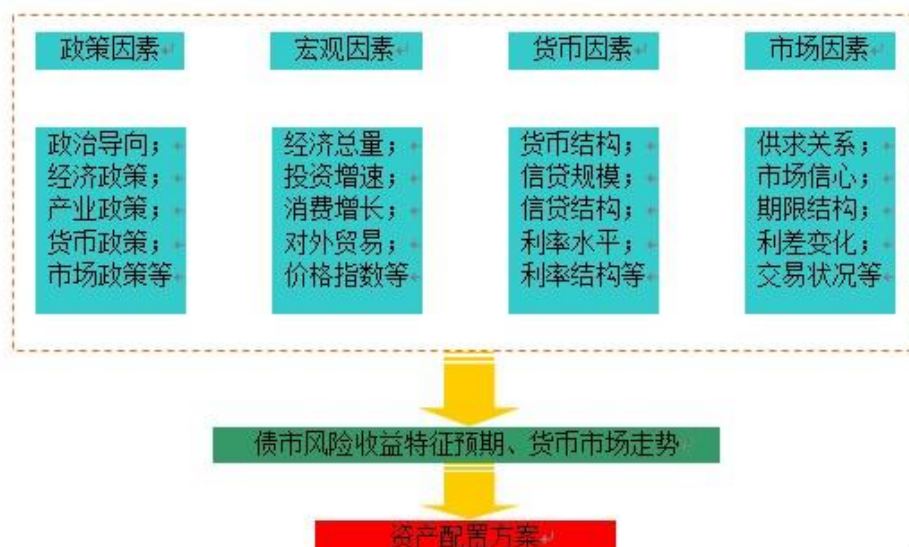 政策因素
宏观因素
货币因素
市场因素
政治导向；
经济政策；
产业政策；
货币政策；
市场政策等
经济总量；
投资增速；
消费增长；
对外贸易；
价格指数等
货币结构；
信贷规模；
信贷结构；
利率水平；
利率结构等
供求关系；
市场信心；
期限结构；
利差变化；
交易状况等
债市风险收益特征预期、货币市场走势
资产配置方案